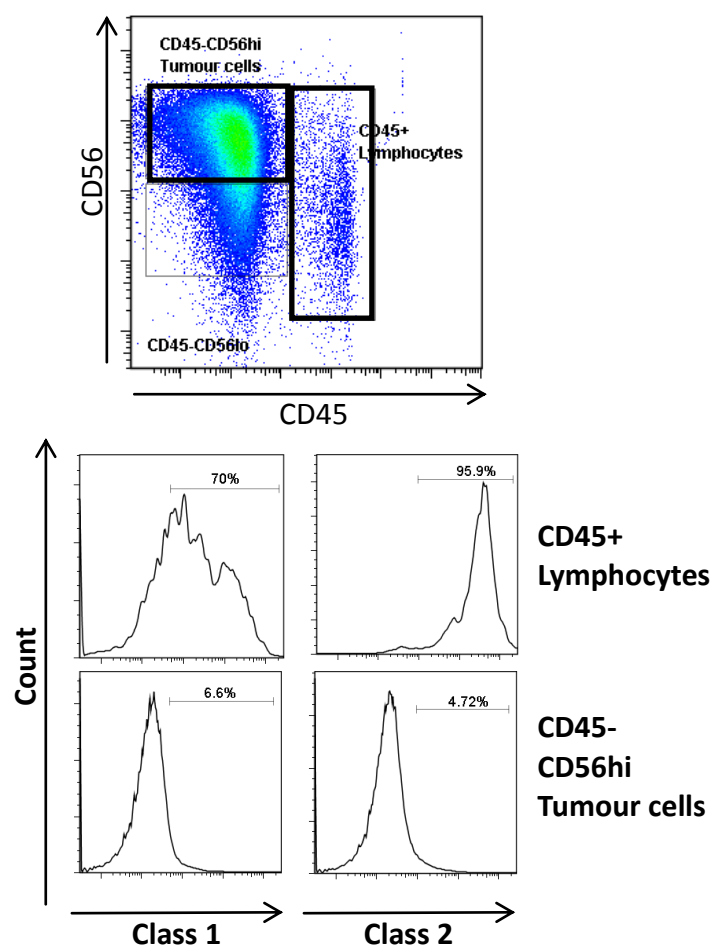 CD45-CD56hi
Tumour cells
CD45+
Lymphocytes
CD56
CD45-CD56lo
CD45
70%
95.9%
CD45+
Lymphocytes
Count
6.6%
4.72%
CD45-
CD56hi
Tumour cells
Class 1
Class 2